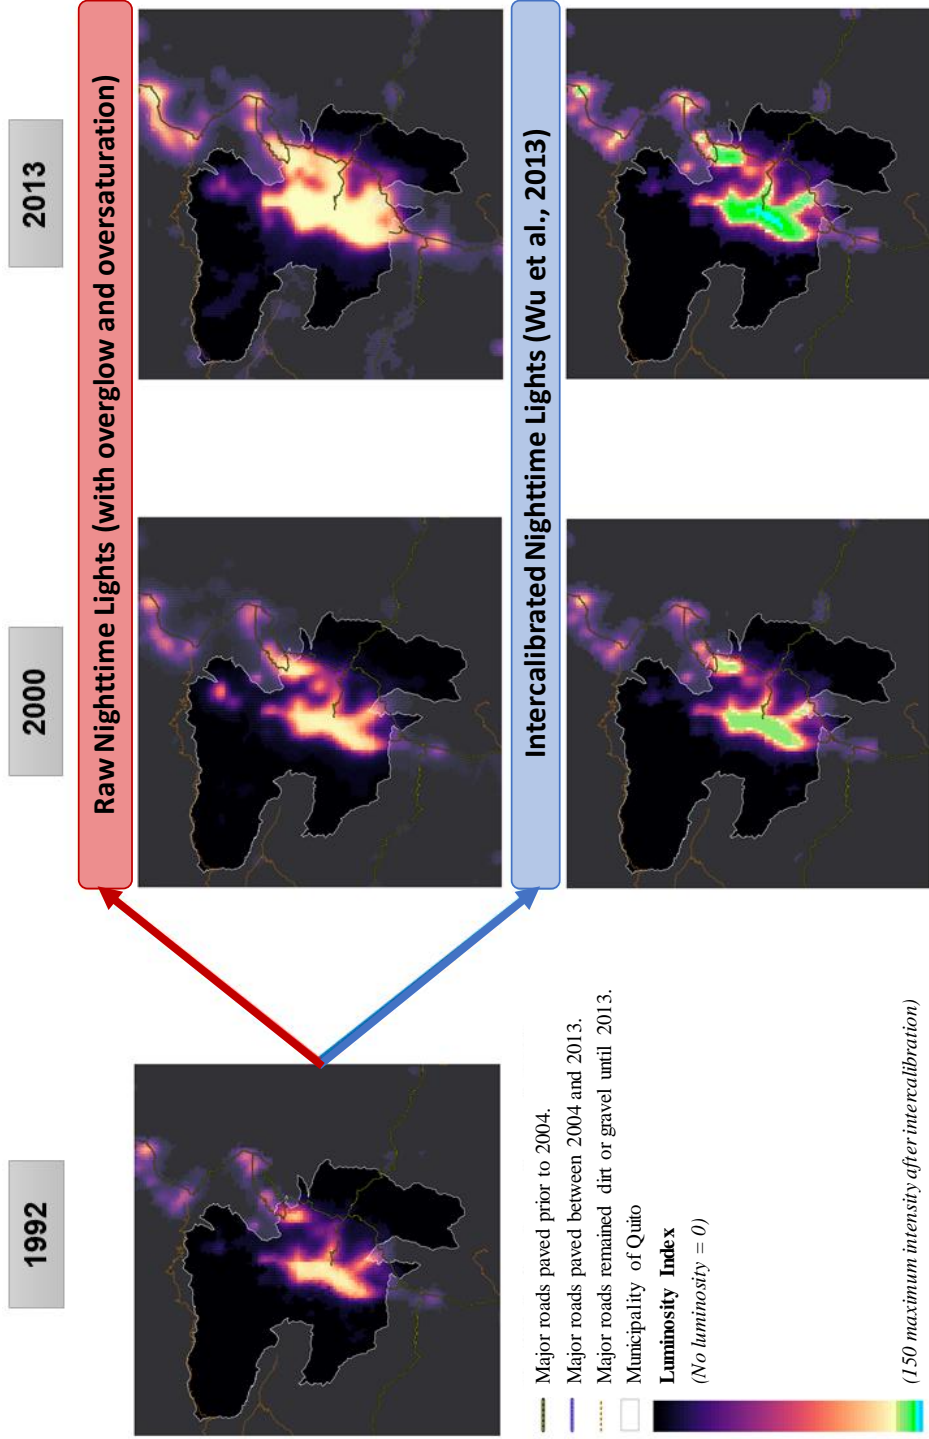 1992
2000
2013
Raw Nighttime Lights (with overglow and oversaturation)
Intercalibrated Nighttime Lights (Wu et al., 2013)
Major roads paved prior to 2004.
Major roads paved between 2004 and 2013.
Major roads remained dirt or gravel until 2013.
Municipality of Quito
Luminosity Index
(No luminosity = 0)
(150 maximum intensity after intercalibration)